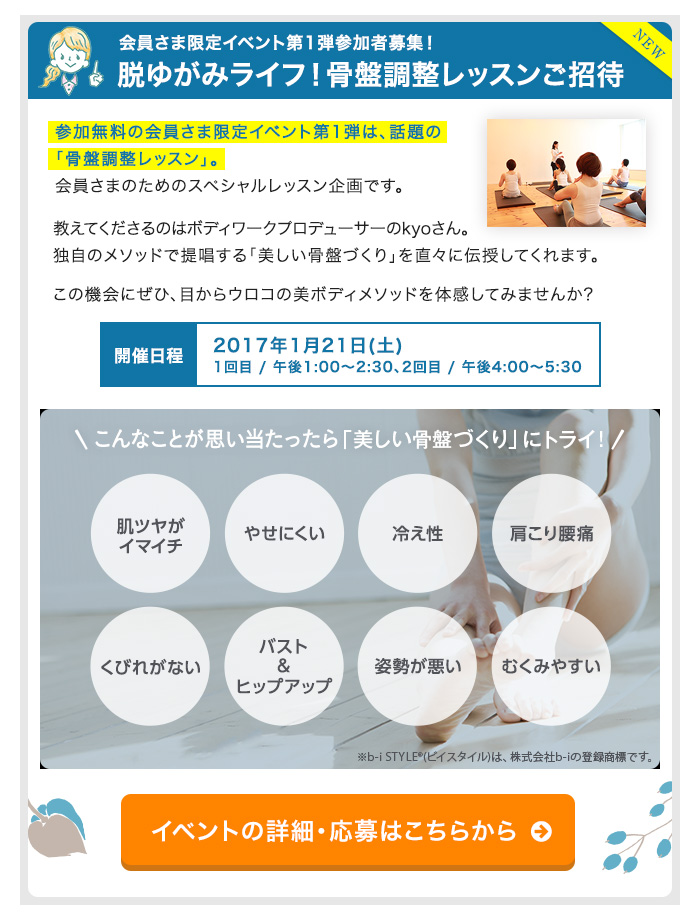 会員さま限定イベント第1弾参加者募集！
脱ゆがみライフ！骨盤調整レッスンご招待
NEW
参加無料の会員さま限定イベント第1弾は、話題の
「骨盤調整レッスン」。
会員さまのためのスペシャルレッスン企画です。
教えてくださるのはボディワークプロデューサーのkyoさん。
独自のメソッドで提唱する「美しい骨盤づくり」を直々に伝授してくれます。
この機会にぜひ、目からウロコの美ボディメソッドを体感してみませんか？
開催日程
2017年1月21日(土)
1回目 / 午後1:00〜2:30、2回目 / 午後4:00〜5:30
\ こんなことが思い当たったら「美しい骨盤づくり」にトライ！ /
肌ツヤが
イマイチ
やせにくい
冷え性
肩こり腰痛
くびれがない
バスト
&
ヒップアップ
姿勢が悪い
むくみやすい
※b-i STYLE®(ビイスタイル)は、株式会社b-iの登録商標です。
イベントの詳細・応募はこちらから